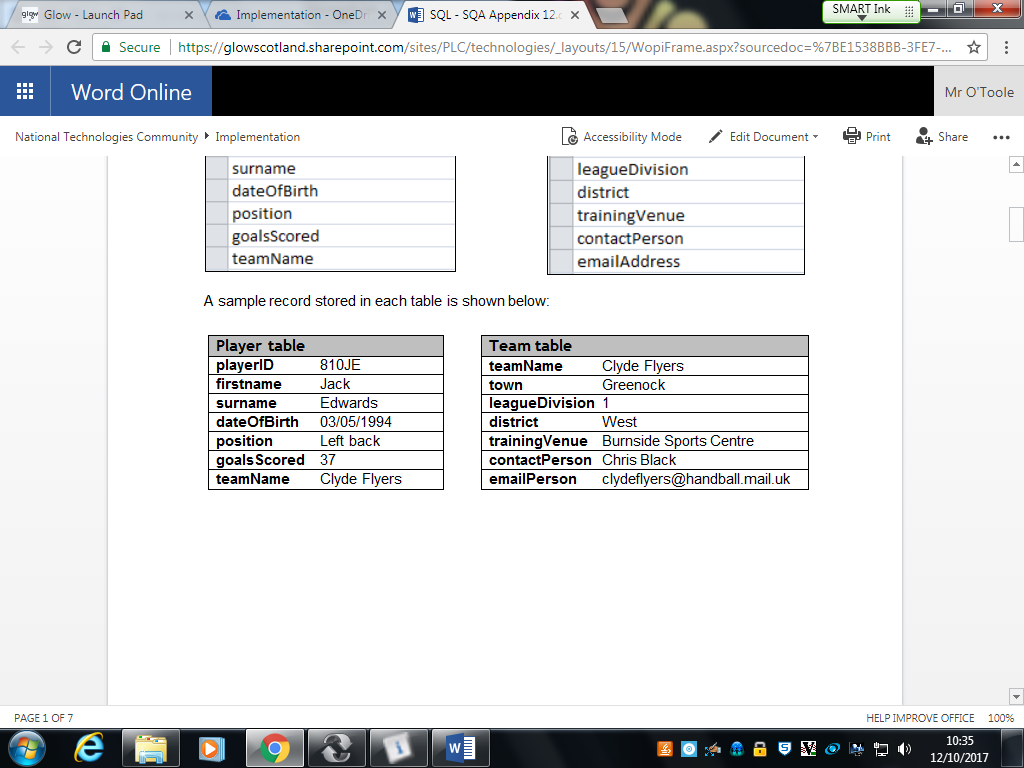 glow Glow - Launch Pad
Implementation - OneDri
SQL - SQA Appendix 12.
SMART Ink
Secure https://glowscotland.sharepoint.com/sites/PLC/technologies/_layouts/15/WopiFrame.aspx?sourcedoc=%7BE1538BBB-3FE7-...
Word Online
Mr O'Toole
National Technologies Community Implementation
Accessibility Mode Edit Document Print Share
surname
dateOfBirth
position
goalsScored
teamName
leagueDivision
district
trainingVenue
contactPerson
emailAddress
A sample record stored in each table is shown below:
Player table
playerID 810JE
firstname Jack
surname Edwards
dateOfBirth 03/05/1994
position Left back
goalsScored 37
teamName Clyde Flyers
Team table
teamName Clyde Flyers
town Greenock
leagueDivision 1
district West
trainingVenue Burnside Sports Centre
contactPerson Chris Black
emailPerson clydeflyers@handball.mail.uk
PAGE 1 OF 7
HELP IMPROVE OFFICE 100%
10:35
12/10/2017